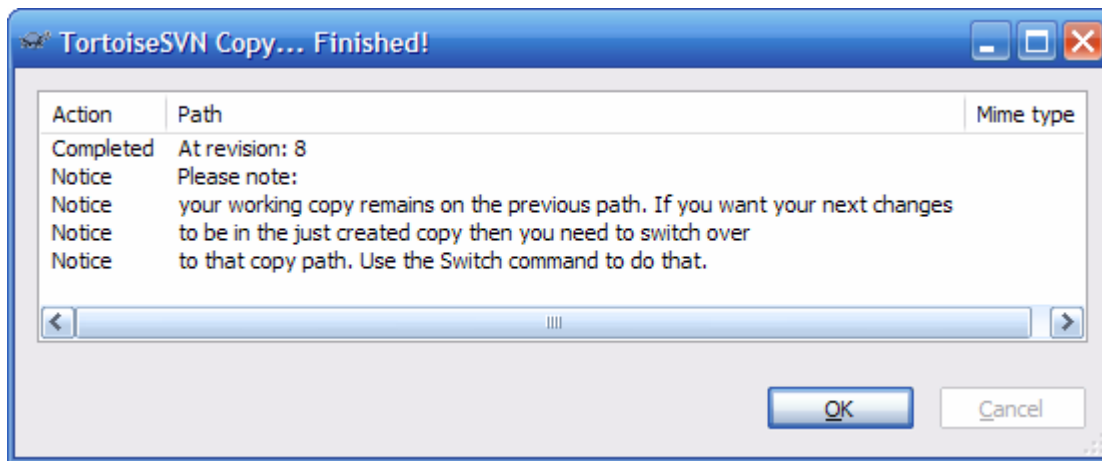 TortoiseSVN Copy... Finished!
Action Path Mime type
Completed At revision: 8
Notice Please note:
Notice your working copy remains on the previous path. If you want your next changes
Notice to be in the just created copy then you need to switch over
Notice to that copy path. Use the Switch command to do that.
OK Cancel